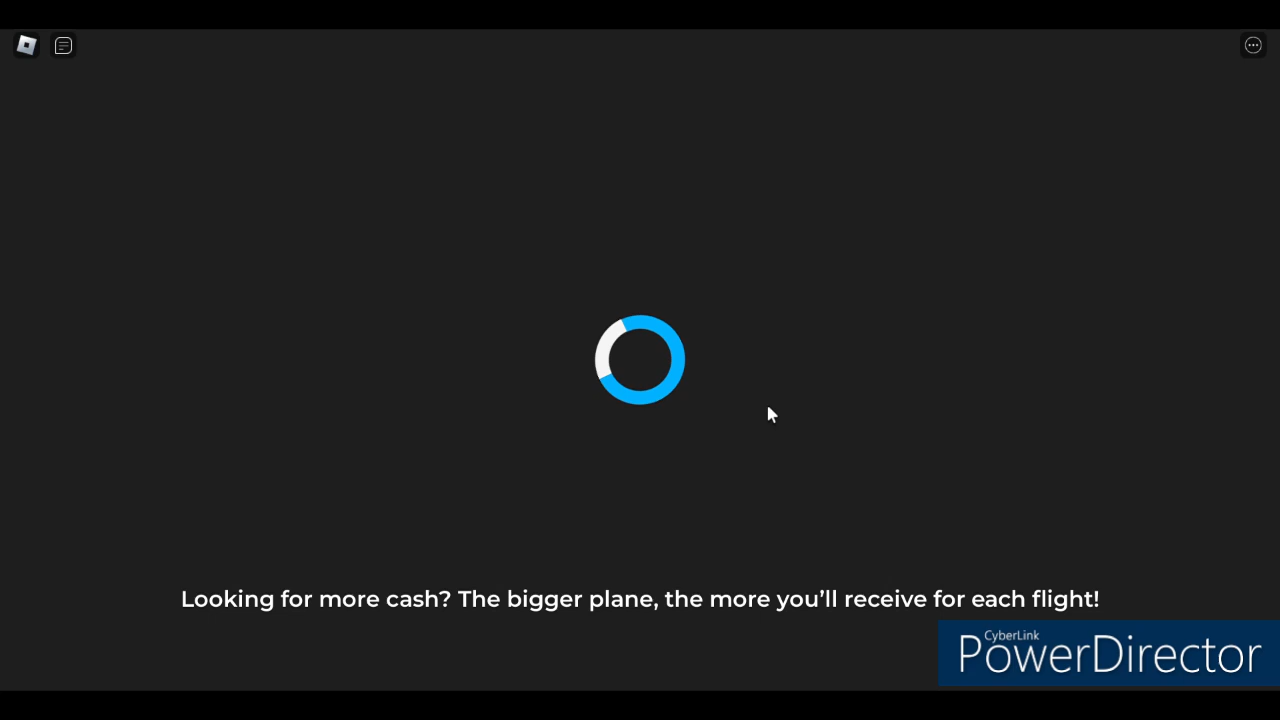 Looking for more cash? The bigger plane, the more you’ll receive for each flight!
CyberLink
PowerDirector